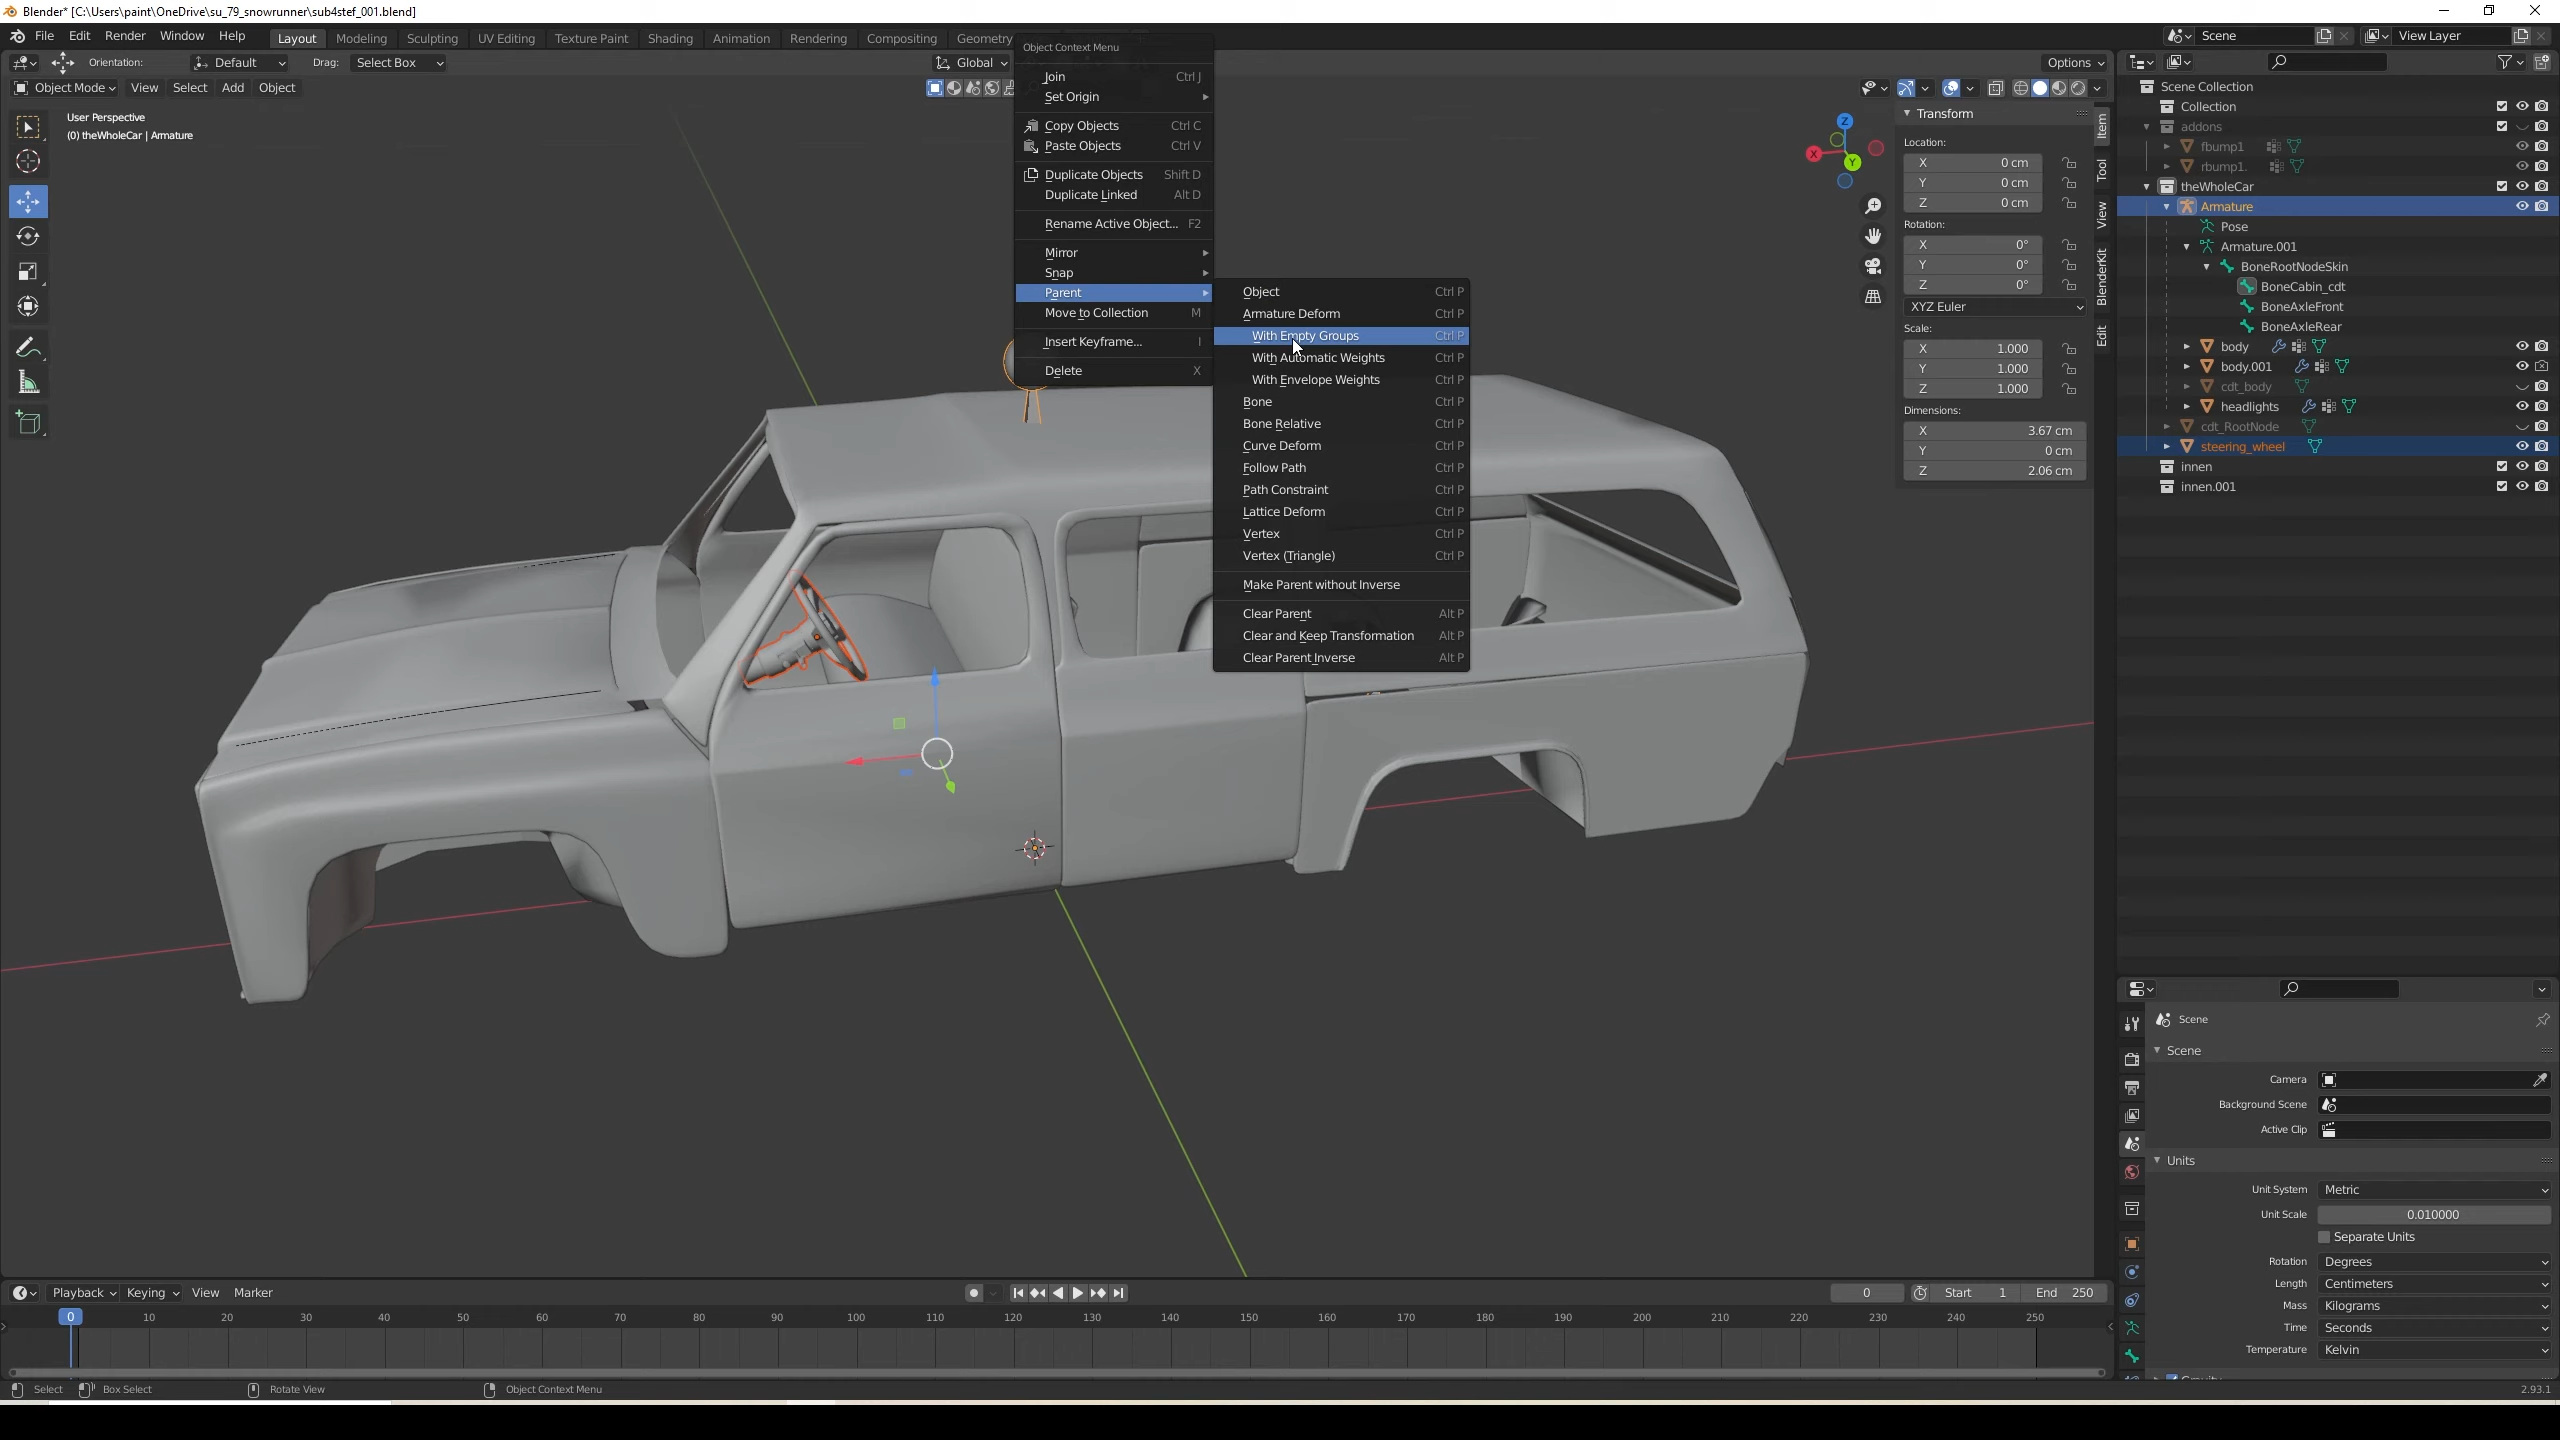 Blender* [C:\Users\paint\OneDrive\su_79_snowrunner\sub4stef_001.blend]
File Edit Render Window Help Layout Modeling Sculpting UV Editing Texture Paint Shading Animation Rendering Compositing Geometry
Scene View Layer
Orientation: Default Drag: Select Box Global Options
Object Mode View Select Add Object
User Perspective
(0) theWholeCar | Armature
Object Context Menu
Join Ctrl J
Set Origin
Copy Objects Ctrl C
Paste Objects Ctrl V
Duplicate Objects Shift D
Duplicate Linked Alt D
Rename Active Object... F2
Mirror
Snap
Parent
Move to Collection M
Insert Keyframe... I
Delete X
Object Ctrl P
Armature Deform Ctrl P
With Empty Groups Ctrl P
With Automatic Weights Ctrl P
With Envelope Weights Ctrl P
Bone Ctrl P
Bone Relative Ctrl P
Curve Deform Ctrl P
Follow Path Ctrl P
Path Constraint Ctrl P
Lattice Deform Ctrl P
Vertex Ctrl P
Vertex (Triangle) Ctrl P
Make Parent without Inverse
Clear Parent Alt P
Clear and Keep Transformation Alt P
Clear Parent Inverse Alt P
Z
X
Y
Transform
Location:
X 0 cm
Y 0 cm
Z 0 cm
Rotation:
X 0°
Y 0°
Z 0°
XYZ Euler
Scale:
X 1.000
Y 1.000
Z 1.000
Dimensions:
X 3.67 cm
Y 0 cm
Z 2.06 cm
Item
Tool
View
BlenderKit
Edit
Scene Collection
Collection
addons
fbump1
rbump1.
theWholeCar
Armature
Pose
Armature.001
BoneRootNodeSkin
BoneCabin_cdt
BoneAxleFront
BoneAxleRear
body
body.001
cdt_body
headlights
cdt_RootNode
steering_wheel
innen
innen.001
Scene
Scene
Camera
Background Scene
Active Clip
Units
Unit System Metric
Unit Scale 0.010000
Separate Units
Rotation Degrees
Length Centimeters
Mass Kilograms
Time Seconds
Temperature Kelvin
Playback Keying View Marker 0 Start 1 End 250
0 10 20 30 40 50 60 70 80 90 100 110 120 130 140 150 160 170 180 190 200 210 220 230 240 250
Select Box Select Rotate View Object Context Menu 2.93.1